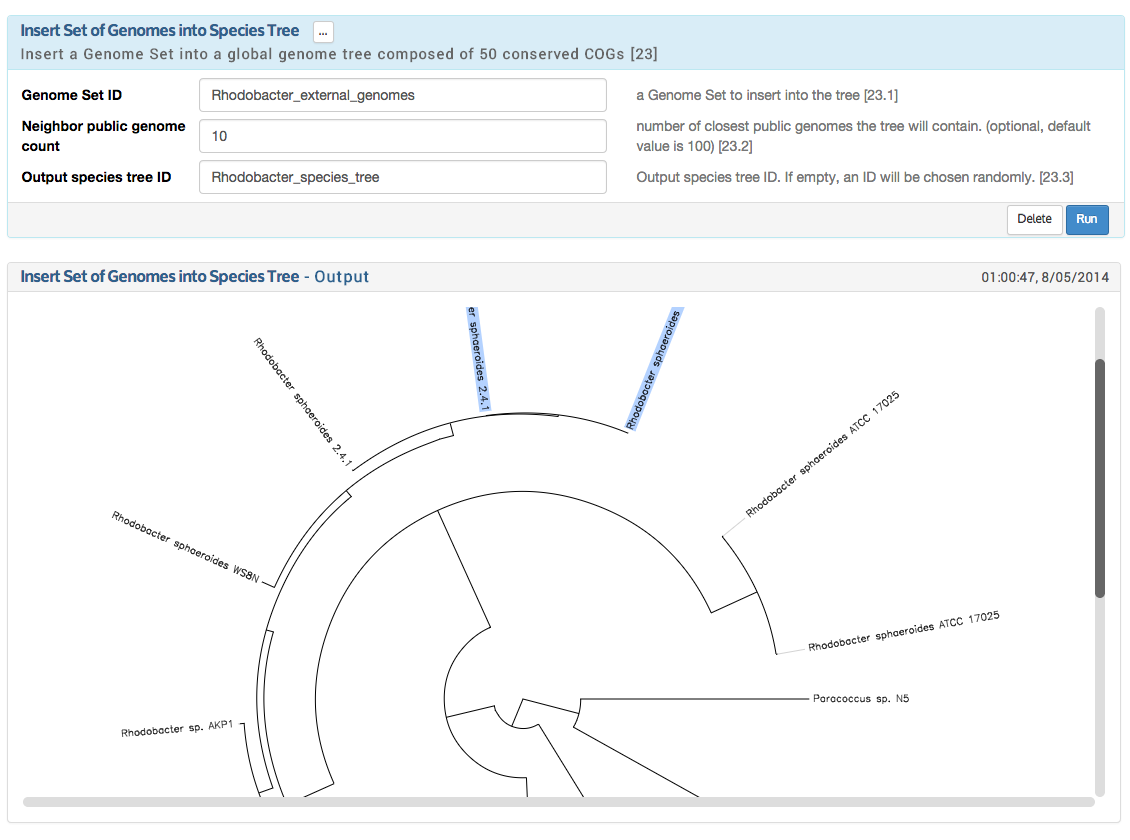 Insert Set of Genomes into Species Tree ...
Insert a Genome Set into a global genome tree composed of 50 conserved COGs [23]
Genome Set ID
Rhodobacter_external_genomes
a Genome Set to insert into the tree [23.1]
Neighbor public genome
count
10
number of closest public genomes the tree will contain. (optional, default
value is 100) [23.2]
Output species tree ID
Rhodobacter_species_tree
Output species tree ID. If empty, an ID will be chosen randomly. [23.3]
Delete
Run
Insert Set of Genomes into Species Tree - Output
01:00:47, 8/05/2014
er sphaeroides 2.4.1
Rhodobacter sphaeroides
Rhodobacter sphaeroides 2.4.1
Rhodobacter sphaeroides ATCC 17025
Rhodobacter sphaeroides WS8N
Rhodobacter sphaeroides ATCC 17025
Paracoccus sp. N5
Rhodobacter sp. AKP1